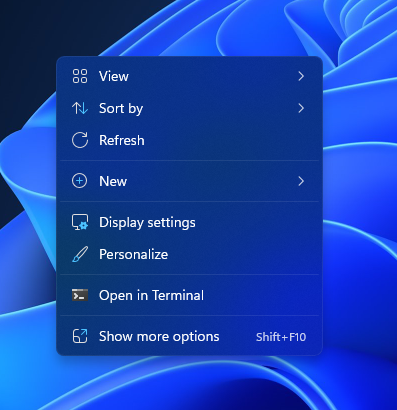 View
Sort by
Refresh
New
Display settings
Personalize
Open in Terminal
Show more options Shift+F10